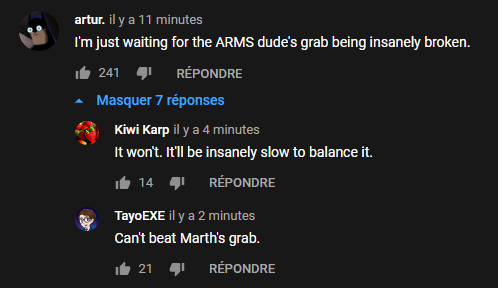 artur. il y a 11 minutes
I'm just waiting for the ARMS dude's grab being insanely broken.
241 RÉPONDRE
Masquer 7 réponses
Kiwi Karp il y a 4 minutes
It won't. It'll be insanely slow to balance it.
14 RÉPONDRE
TayoEXE il y a 2 minutes
Can't beat Marth's grab.
21 RÉPONDRE